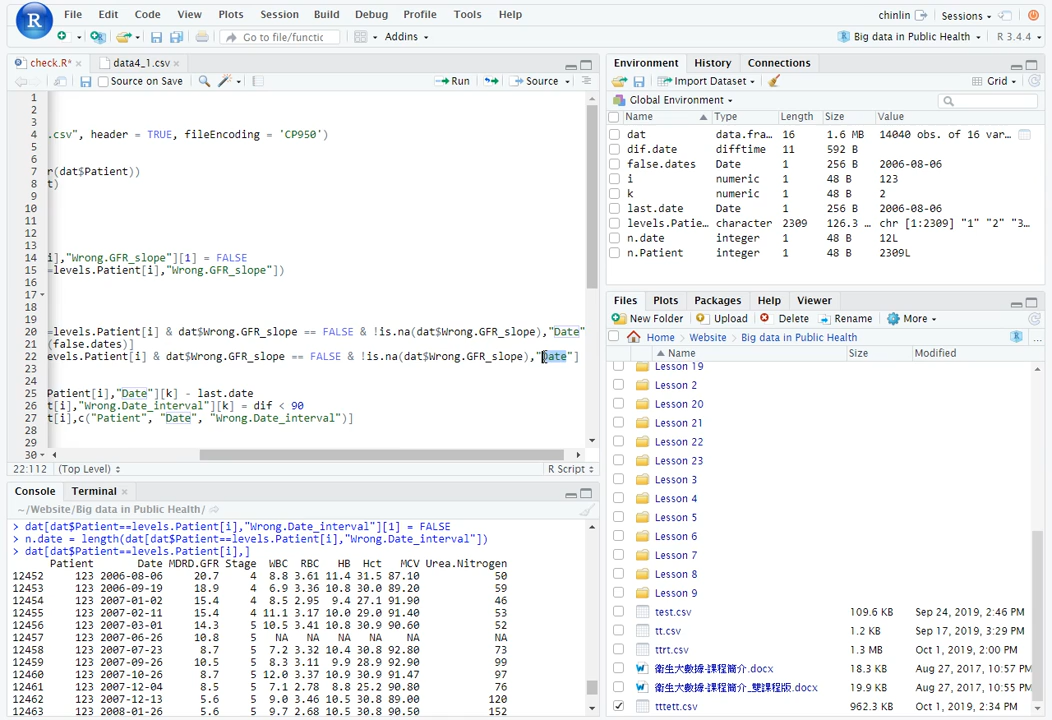 File Edit Code View Plots Session Build Debug Profile Tools Help
chinlin Sessions
R
Go to file/functic Addins
Big data in Public Health R 3.4.4
check.R* × data4_1.csv ×
Source on Save Run Source
1
2
3
4 .csv", header = TRUE, fileEncoding = 'CP950')
5
6
7 r(dat$Patient))
8 t)
9
10
11
12
13
14 i],"Wrong.GFR_slope"][1] = FALSE
15 =levels.Patient[i],"Wrong.GFR_slope"])
16
17
18
19
20 =levels.Patient[i] & dat$Wrong.GFR_slope == FALSE & !is.na(dat$Wrong.GFR_slope),"Date"
21 (false.dates)]
22 evels.Patient[i] & dat$Wrong.GFR_slope == FALSE & !is.na(dat$Wrong.GFR_slope),"Date"]
23
24
25 Patient[i],"Date"][k] - last.date
26 t[i],"Wrong.Date_interval"][k] = dif < 90
27 t[i],c("Patient", "Date", "Wrong.Date_interval")]
28
29
30
22:112 (Top Level) R Script
Console Terminal ×
~/Website/Big data in Public Health/
> dat[dat$Patient==levels.Patient[i],"Wrong.Date_interval"][1] = FALSE
> n.date = length(dat[dat$Patient==levels.Patient[i],"Wrong.Date_interval"])
> dat[dat$Patient==levels.Patient[i],]
Patient Date MDRD.GFR Stage WBC RBC HB Hct MCV Urea.Nitrogen
12452 123 2006-08-06 20.7 4 8.8 3.61 11.4 31.5 87.10 50
12453 123 2006-09-19 18.9 4 6.9 3.36 10.8 30.0 89.20 59
12454 123 2007-01-02 15.4 4 8.5 2.95 9.4 27.1 91.90 46
12455 123 2007-02-11 15.4 4 11.1 3.17 10.0 29.0 91.40 53
12456 123 2007-03-01 14.3 5 10.5 3.41 10.8 30.9 90.60 52
12457 123 2007-06-26 10.8 5 NA NA NA NA NA NA
12458 123 2007-07-23 8.7 5 7.2 3.32 10.4 30.8 92.80 73
12459 123 2007-09-26 10.5 5 8.3 3.11 9.9 28.9 92.90 99
12460 123 2007-10-26 8.7 5 12.0 3.37 10.9 30.9 91.47 97
12461 123 2007-12-04 8.5 5 7.1 2.78 8.8 25.2 90.80 76
12462 123 2007-12-03 5.6 5 9.0 3.46 10.5 30.8 89.00 120
12463 123 2008-01-26 5.6 5 9.7 2.68 10.5 30.8 90.50 152
Environment History Connections
Import Dataset Grid
Global Environment
Name Type Length Size Value
dat data.fra… 16 1.6 MB 14040 obs. of 16 var…
dif.date difftime 11 592 B
false.dates Date 1 256 B 2006-08-06
i numeric 1 48 B 123
k numeric 1 48 B 2
last.date Date 1 256 B 2006-08-06
levels.Patie… character 2309 126.3 … chr [1:2309] "1" "2" "3…
n.date integer 1 48 B 12L
n.Patient integer 1 48 B 2309L
Files Plots Packages Help Viewer
New Folder Upload Delete Rename More
Home Website Big data in Public Health ...
Name Size Modified
Lesson 19
Lesson 2
Lesson 20
Lesson 21
Lesson 22
Lesson 23
Lesson 3
Lesson 4
Lesson 5
Lesson 6
Lesson 7
Lesson 8
Lesson 9
test.csv 109.6 KB Sep 24, 2019, 2:46 PM
tt.csv 1.2 KB Sep 17, 2019, 3:29 PM
ttrt.csv 1.3 MB Oct 1, 2019, 2:00 PM
衛生大數據-課程簡介.docx 18.3 KB Aug 27, 2017, 10:57 PM
衛生大數據-課程簡介_雙課程版.docx 19.9 KB Aug 27, 2017, 10:55 PM
tttett.csv 962.3 KB Oct 1, 2019, 2:34 PM